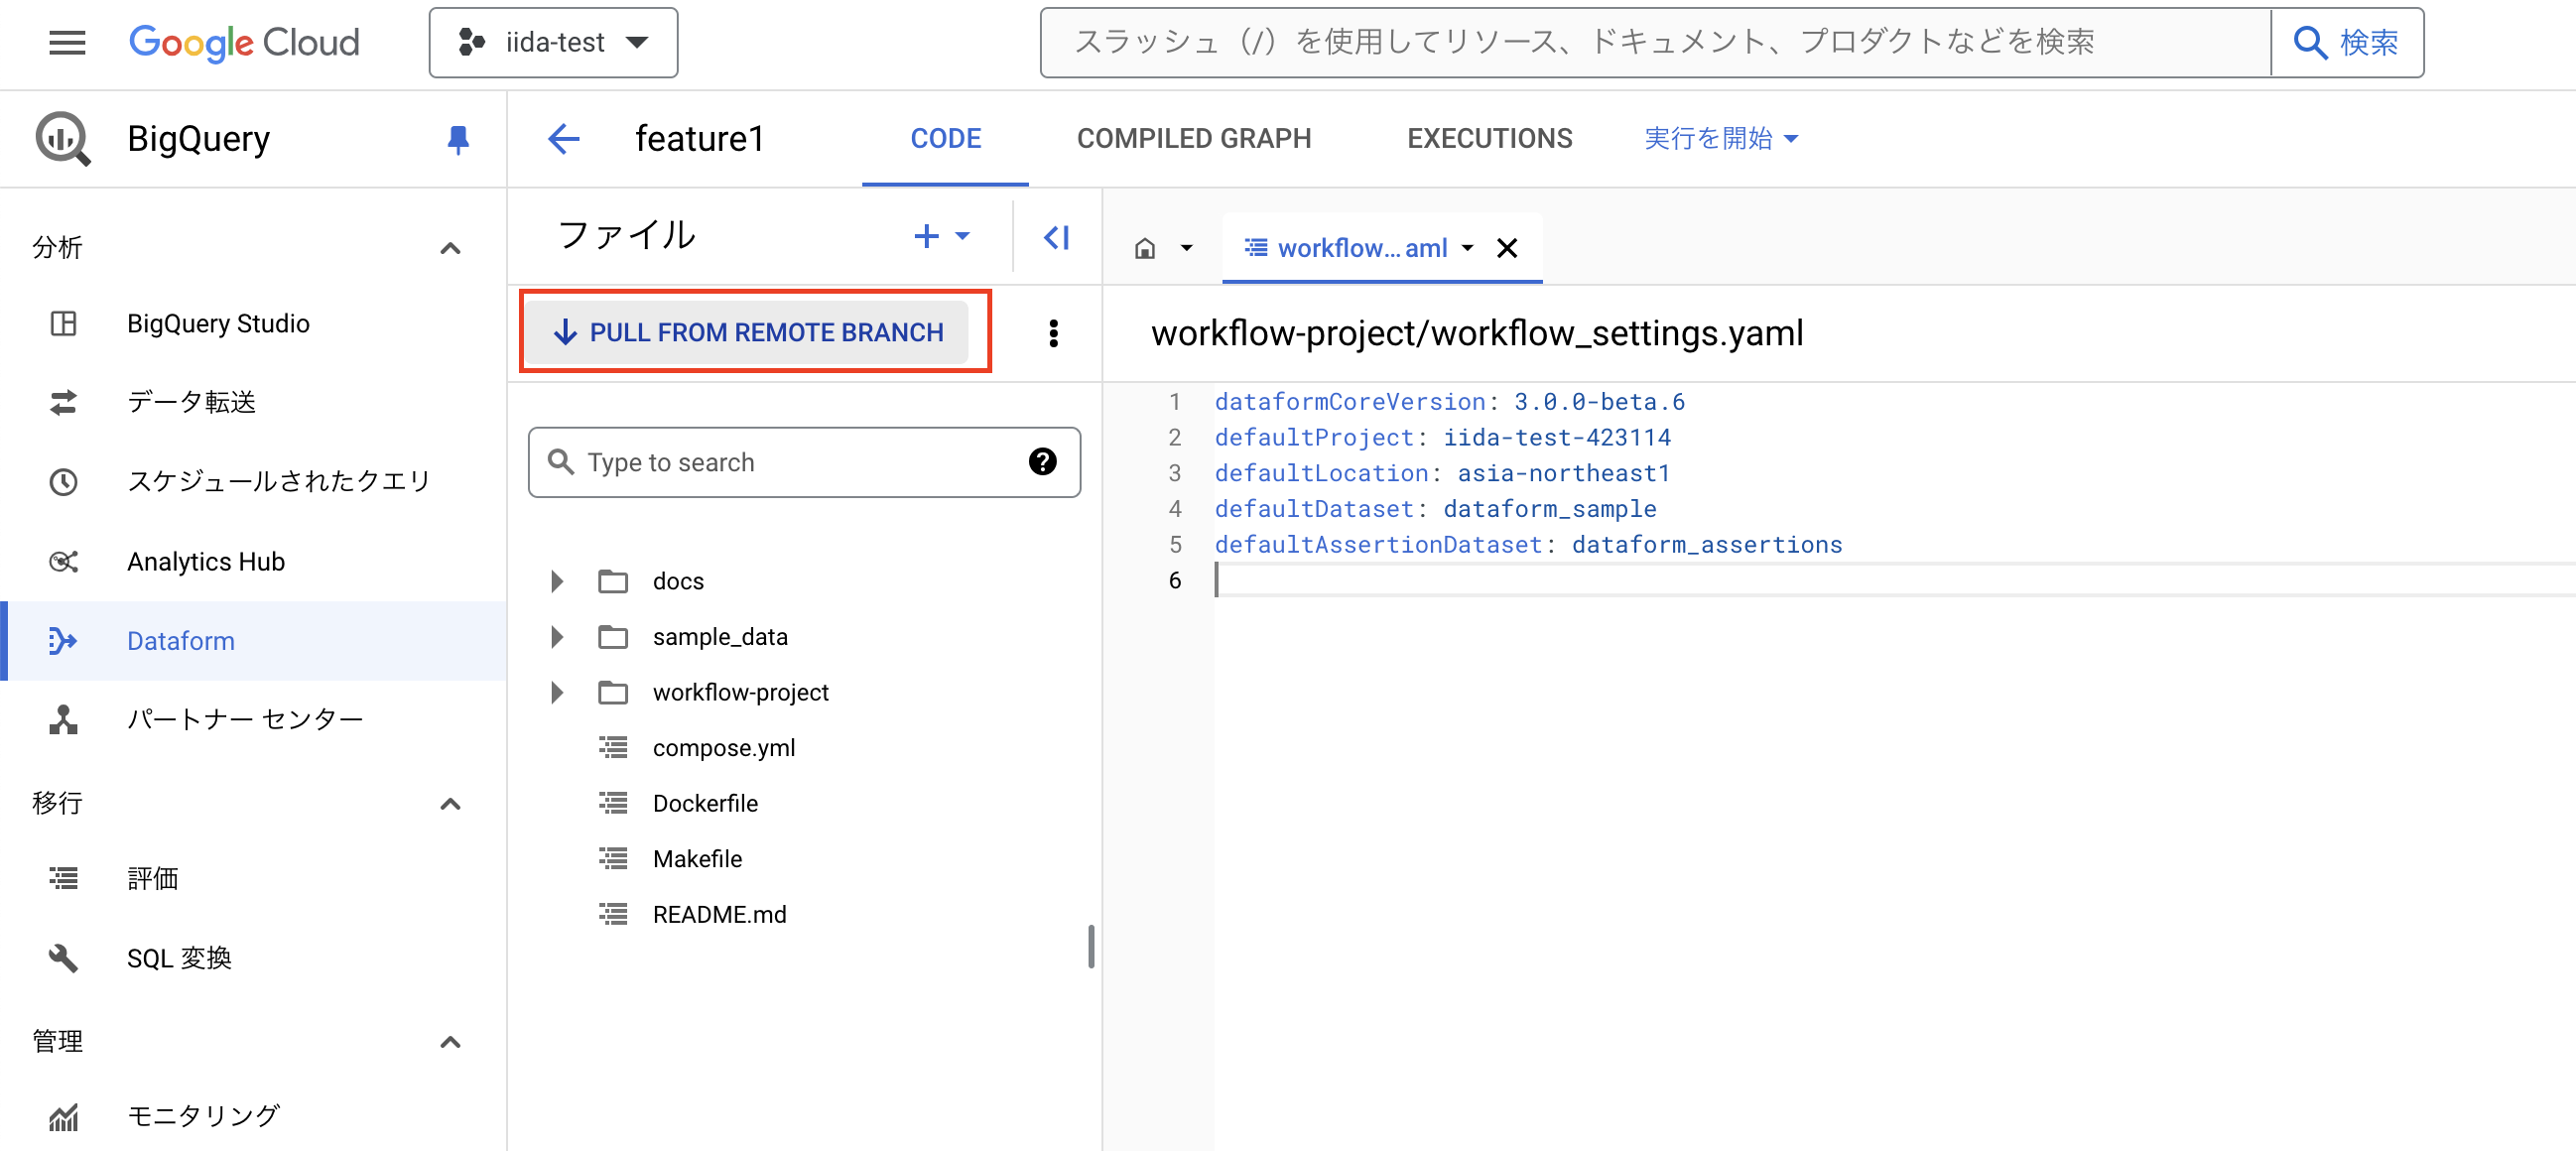 Google Cloud
iida-test
スラッシュ（/）を使用してリソース、ドキュメント、プロダクトなどを検索
検索
BigQuery
feature1
CODE
COMPILED GRAPH
EXECUTIONS
実行を開始
分析
BigQuery Studio
データ転送
スケジュールされたクエリ
Analytics Hub
Dataform
パートナー センター
移行
評価
SQL 変換
管理
モニタリング
ファイル
PULL FROM REMOTE BRANCH
Type to search
docs
sample_data
workflow-project
compose.yml
Dockerfile
Makefile
README.md
workflow... aml
workflow-project/workflow_settings.yaml
1 dataformCoreVersion: 3.0.0-beta.6
2 defaultProject: iida-test-423114
3 defaultLocation: asia-northeast1
4 defaultDataset: dataform_sample
5 defaultAssertionDataset: dataform_assertions
6